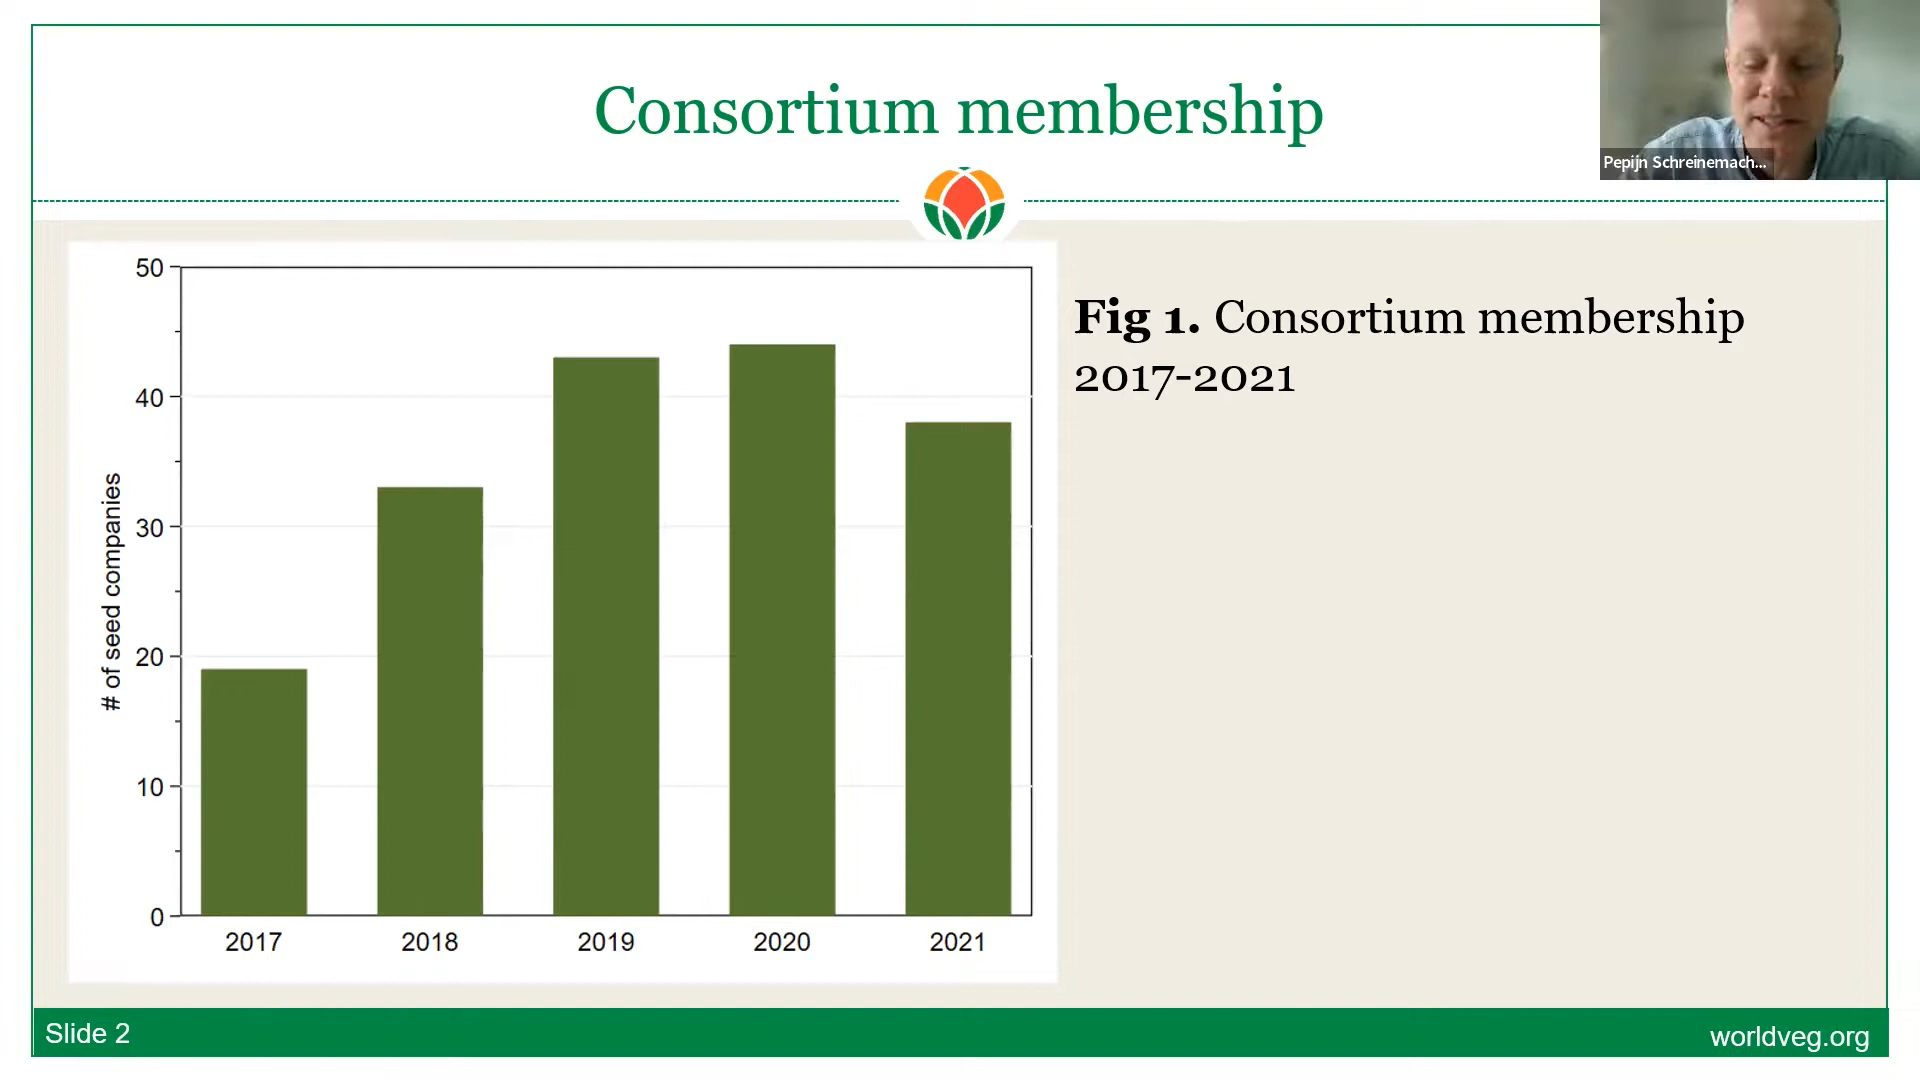 Consortium membership
Pepijn Schreinemach...
50
40
30
20
10
0
# of seed companies
2017 2018 2019 2020 2021
Fig 1. Consortium membership
2017-2021
Slide 2
worldveg.org